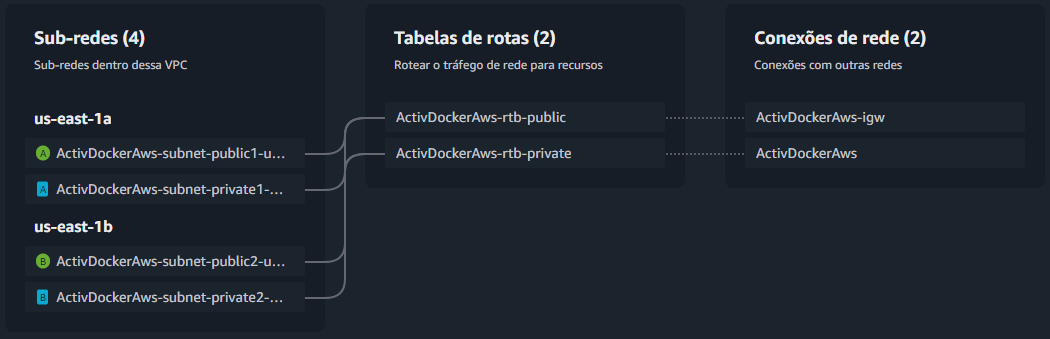 Sub-redes (4)
Sub-redes dentro dessa VPC
us-east-1a
A ActivDockerAws-subnet-public1-u...
A ActivDockerAws-subnet-private1-...
us-east-1b
B ActivDockerAws-subnet-public2-u...
B ActivDockerAws-subnet-private2-...
Tabelas de rotas (2)
Rotear o tráfego de rede para recursos
ActivDockerAws-rtb-public
ActivDockerAws-rtb-private
Conexões de rede (2)
Conexões com outras redes
ActivDockerAws-igw
ActivDockerAws